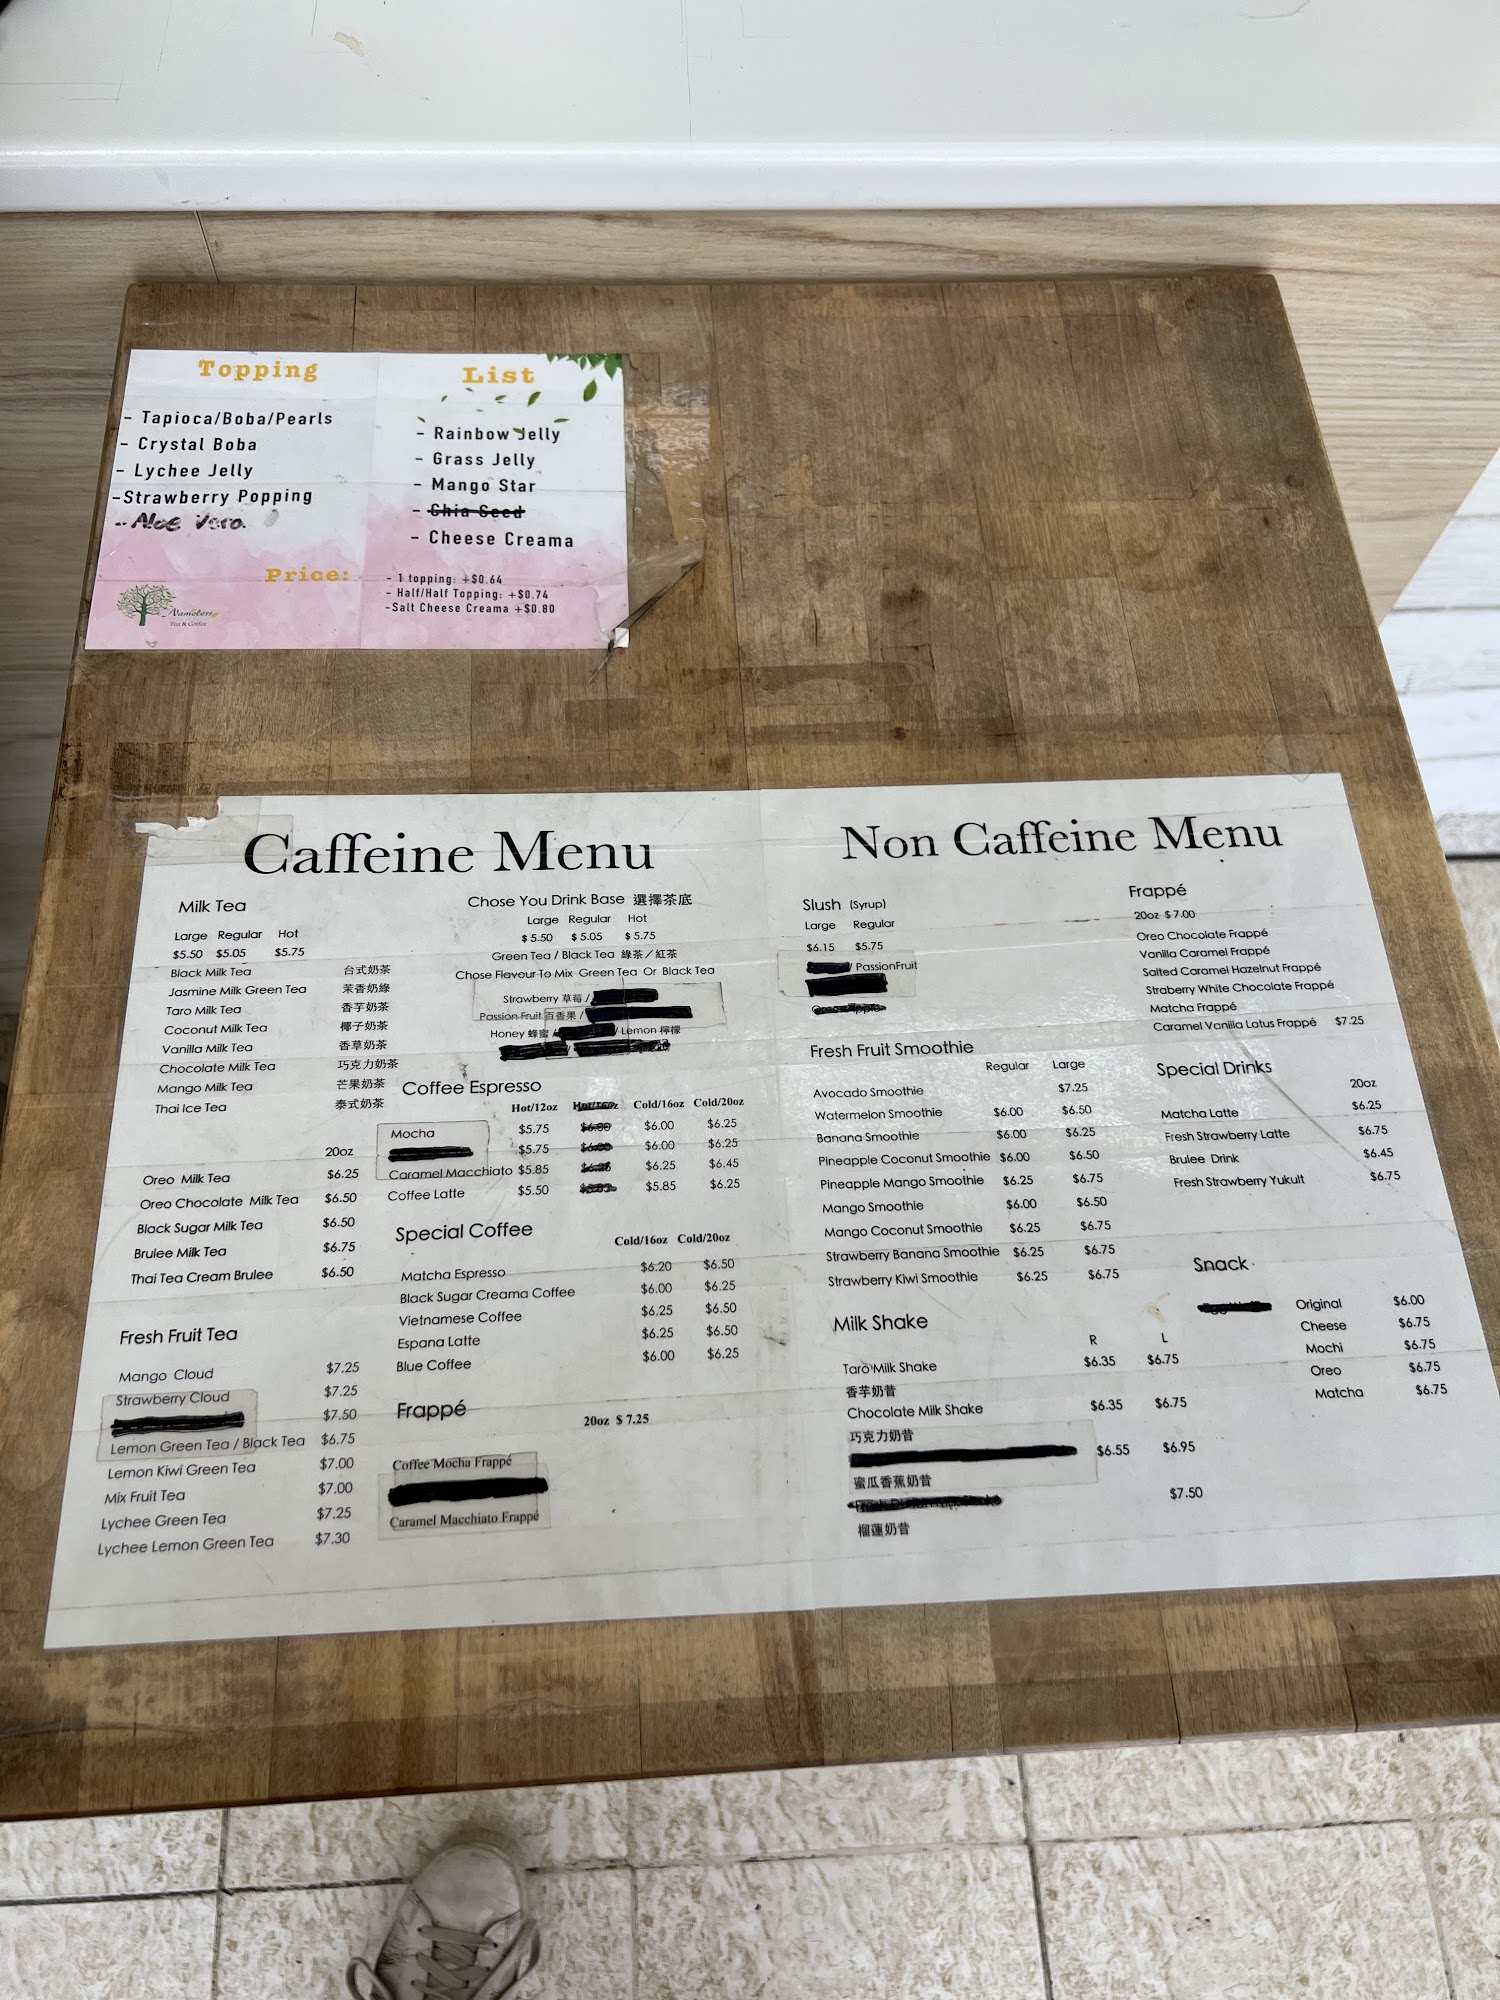 Topping List
- Tapioca/Boba/Pearls
- Crystal Boba
- Lychee Jelly
-Strawberry Popping
- Aloe Vera.
- Rainbow Jelly
- Grass Jelly
- Mango Star
- Chia Seed
- Cheese Creama
Price:
- 1 topping: +$0.64
- Half/Half Topping: +$0.74
-Salt Cheese Creama +$0.80
Nameless
Tea & Coffee
Caffeine Menu
Milk Tea
Large Regular Hot
$5.50 $5.05 $5.75
Black Milk Tea 台式奶茶
Jasmine Milk Green Tea 茉香奶綠
Taro Milk Tea 香芋奶茶
Coconut Milk Tea 椰子奶茶
Vanilla Milk Tea 香草奶茶
Chocolate Milk Tea 巧克力奶茶
Mango Milk Tea 芒果奶茶
Thai Ice Tea 泰式奶茶
20oz
Oreo Milk Tea $6.25
Oreo Chocolate Milk Tea $6.50
Black Sugar Milk Tea $6.50
Brulee Milk Tea $6.75
Thai Tea Cream Brulee $6.50
Fresh Fruit Tea
Mango Cloud $7.25
Strawberry Cloud $7.25
$7.50
Lemon Green Tea / Black Tea $6.75
Lemon Kiwi Green Tea $7.00
Mix Fruit Tea $7.00
Lychee Green Tea $7.25
Lychee Lemon Green Tea $7.30
Chose You Drink Base 選擇茶底
Large Regular Hot
$ 5.50 $ 5.05 $ 5.75
Green Tea / Black Tea 綠茶／紅茶
Chose Flavour To Mix Green Tea Or Black Tea
Strawberry 草莓 /
Passion Fruit 百香果 /
Honey 蜂蜜 / / Lemon 檸檬
Coffee Espresso
Hot/12oz Hot/16oz Cold/16oz Cold/20oz
Mocha $5.75 $6.00 $6.00 $6.25
$5.75 $6.00 $6.00 $6.25
Caramel Macchiato $5.85 $6.25 $6.45
Coffee Latte $5.50 $5.85 $6.25
Special Coffee
Cold/16oz Cold/20oz
Matcha Espresso $6.20 $6.50
Black Sugar Creama Coffee $6.00 $6.25
Vietnamese Coffee $6.25 $6.50
Espana Latte $6.25 $6.50
Blue Coffee $6.00 $6.25
Frappé
20oz $ 7.25
Coffee Mocha Frappé
Caramel Macchiato Frappé
Non Caffeine Menu
Slush (Syrup)
Large Regular
$6.15 $5.75
/ PassionFruit
Fresh Fruit Smoothie
Regular Large
Avocado Smoothie $7.25
Watermelon Smoothie $6.00 $6.50
Banana Smoothie $6.00 $6.25
Pineapple Coconut Smoothie $6.00 $6.50
Pineapple Mango Smoothie $6.25 $6.75
Mango Smoothie $6.00 $6.50
Mango Coconut Smoothie $6.25 $6.75
Strawberry Banana Smoothie $6.25 $6.75
Strawberry Kiwi Smoothie $6.25 $6.75
Milk Shake
R L
Taro Milk Shake $6.35 $6.75
香芋奶昔
Chocolate Milk Shake $6.35 $6.75
巧克力奶昔
$6.55 $6.95
蜜瓜香蕉奶昔
$7.50
榴蓮奶昔
Frappé
20oz $ 7.00
Oreo Chocolate Frappé
Vanilla Caramel Frappé
Salted Caramel Hazelnut Frappé
Straberry White Chocolate Frappé
Matcha Frappé
Caramel Vanilla Lotus Frappé $7.25
Special Drinks
20oz
Matcha Latte $6.25
Fresh Strawberry Latte $6.75
Brulee Drink $6.45
Fresh Strawberry Yukult $6.75
Snack
Original $6.00
Cheese $6.75
Mochi $6.75
Oreo $6.75
Matcha $6.75